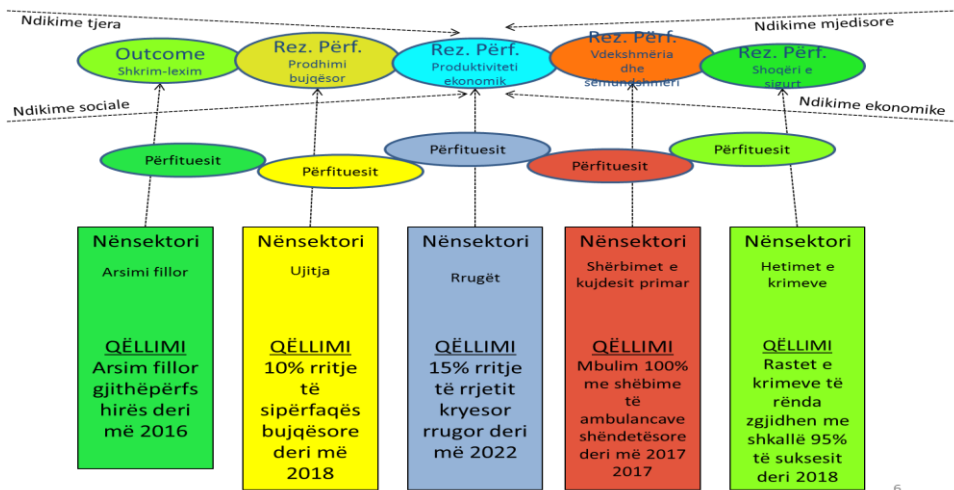 Ndikime tjera
Ndikime mjedisore
Outcome
Shkrim-lexim
Rez. Përf.
Prodhimi
bujqësor
Rez. Përf.
Produktiviteti
ekonomik
Rez. Përf.
Vdekshmëria
dhe
sëmundshmëri
Rez. Përf.
Shoqëri e
sigurt
Ndikime sociale
Ndikime ekonomike
Përfituesit
Përfituesit
Përfituesit
Përfituesit
Përfituesit
Nënsektori
Arsimi fillor
QËLLIMI
Arsim fillor
gjithëpërfs
hirës deri
më 2016
Nënsektori
Ujitja
QËLLIMI
10% rritje
të
sipërfaqës
bujqësore
deri më
2018
Nënsektori
Rrugët
QËLLIMI
15% rritje
të rrjetit
kryesor
rrugor deri
më 2022
Nënsektori
Shërbimet e
kujdesit primar
QËLLIMI
Mbulim 100%
me shëbime
të
ambulancave
shëndetësore
deri më 2017
2017
Nënsektori
Hetimet e
krimeve
QËLLIMI
Rastet e
krimeve të
rënda
zgjidhen me
shkallë 95%
të suksesit
deri 2018
6